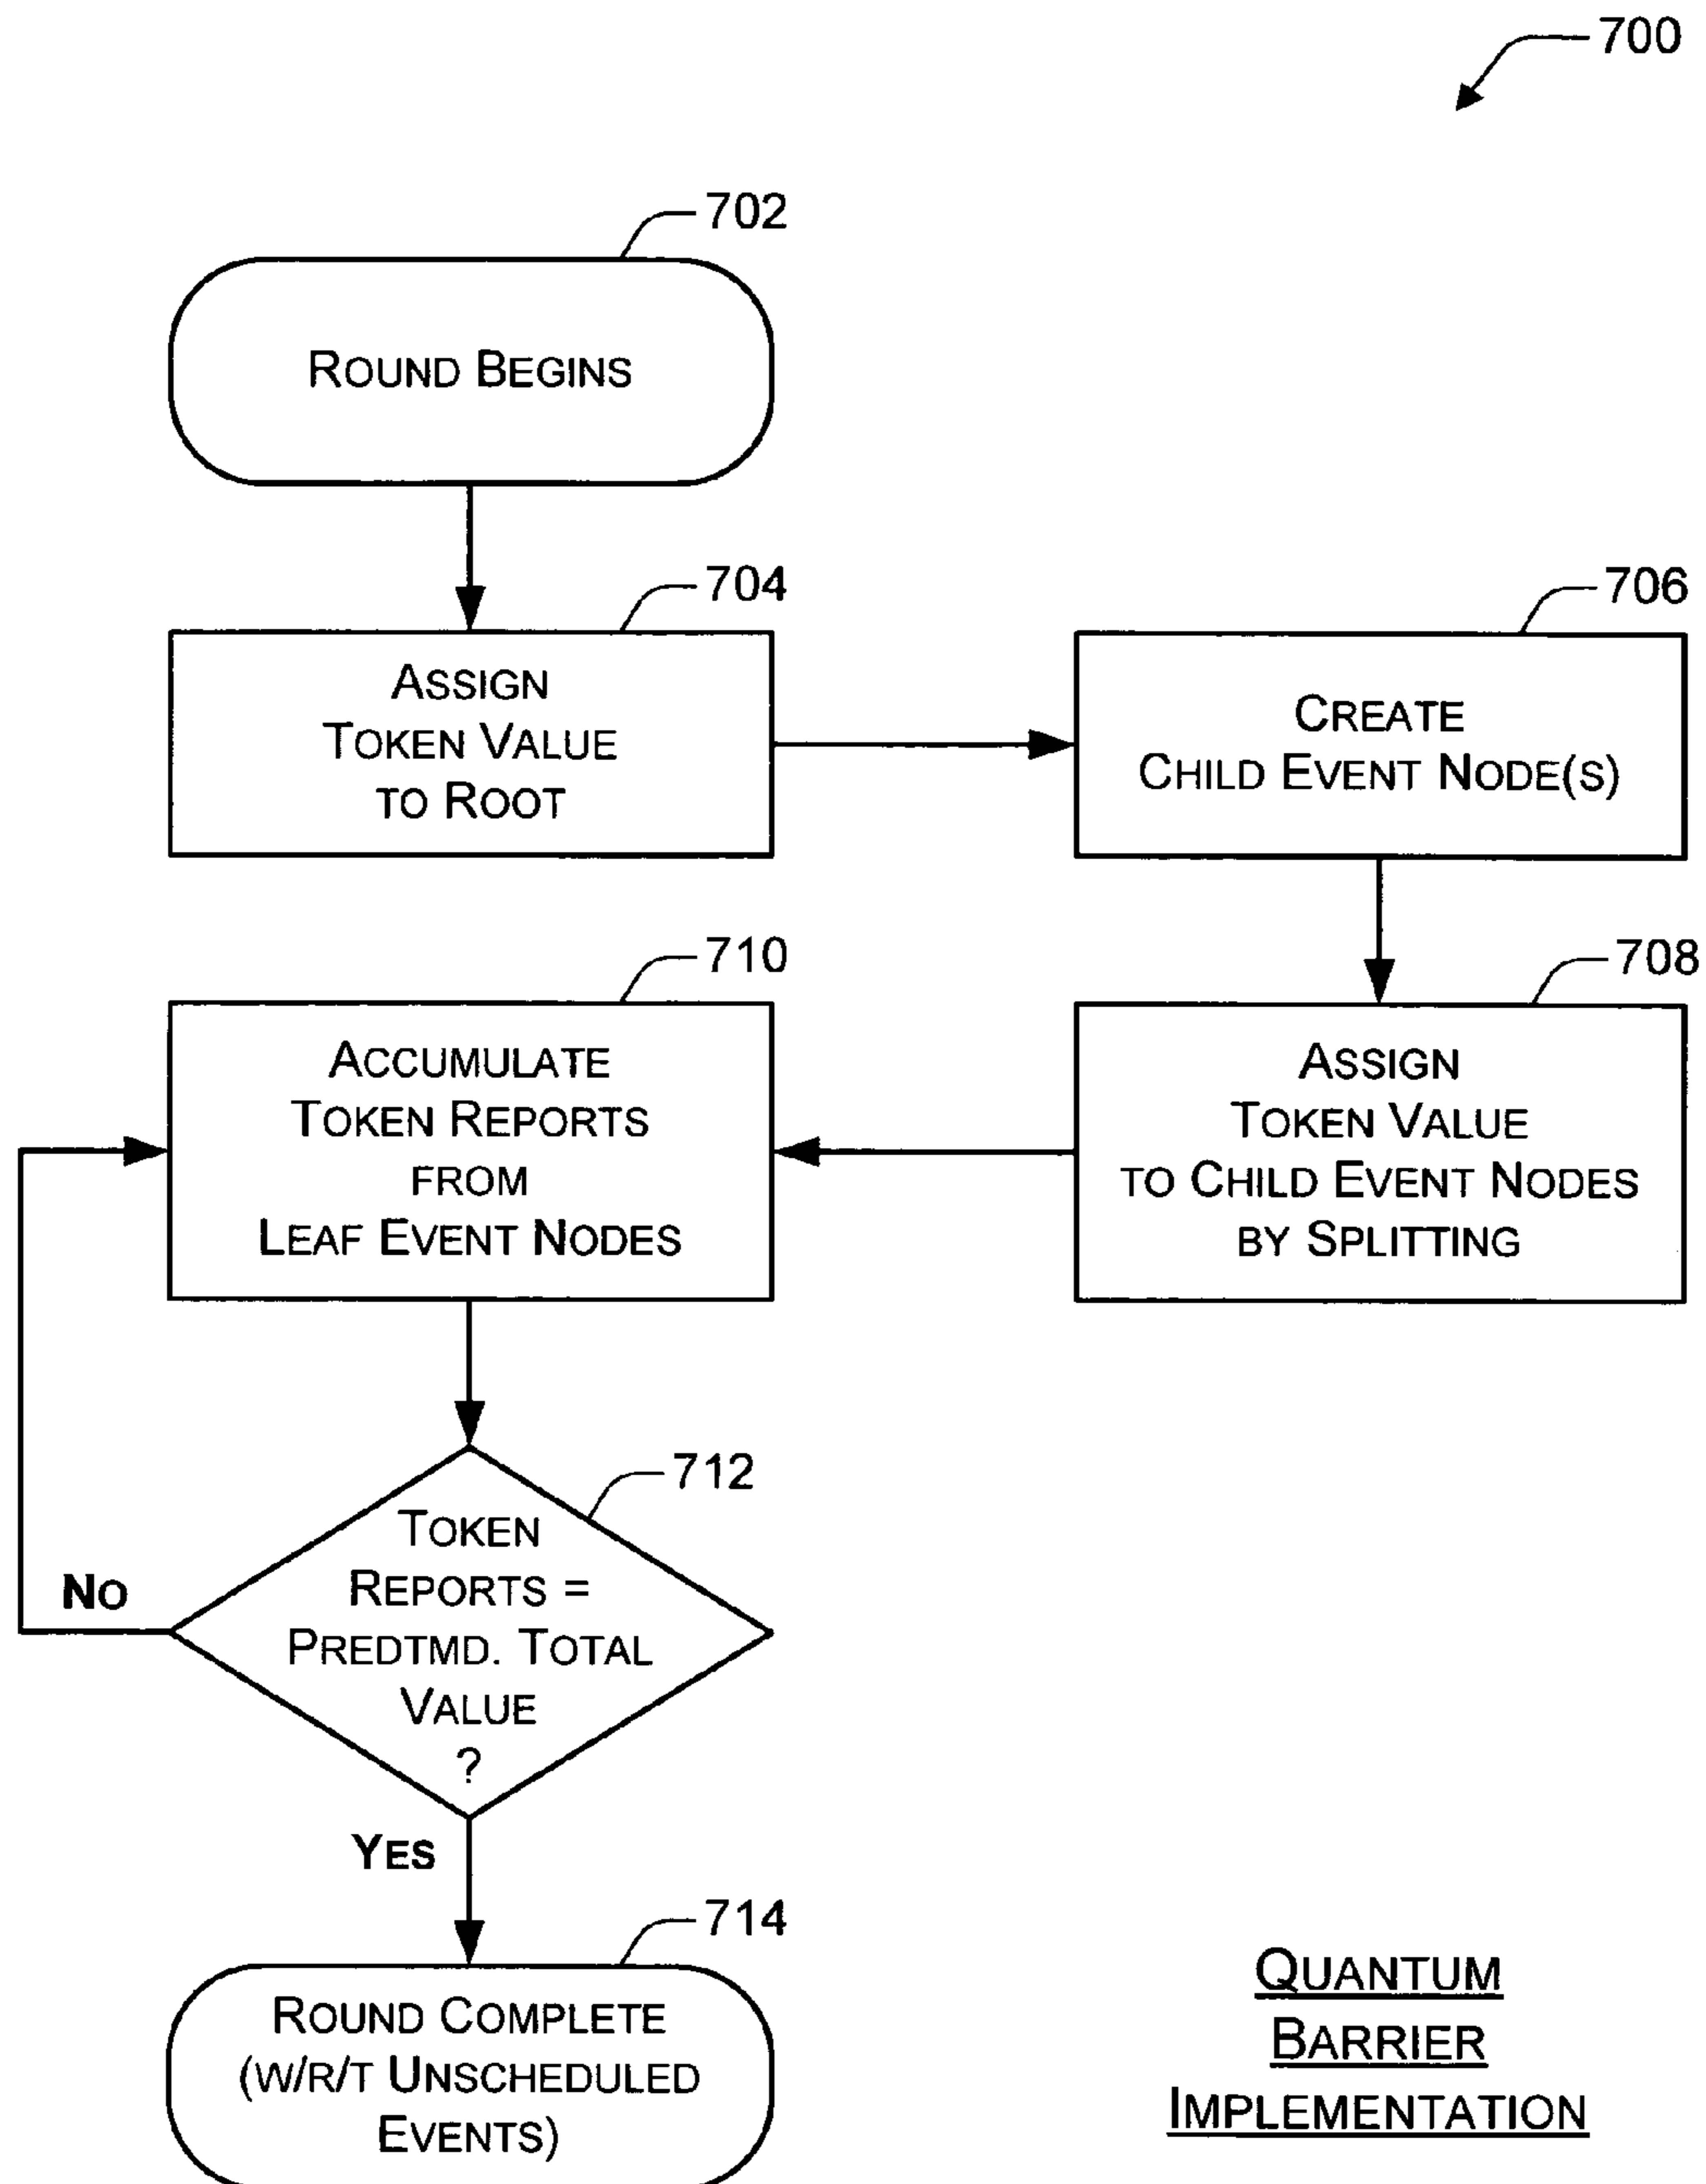 700
702
ROUND BEGINS
704
ASSIGN
TOKEN VALUE
TO ROOT
706
CREATE
CHILD EVENT NODE(S)
708
ASSIGN
TOKEN VALUE
TO CHILD EVENT NODES
BY SPLITTING
710
ACCUMULATE
TOKEN REPORTS
FROM
LEAF EVENT NODES
712
TOKEN
REPORTS =
PREDTMD. TOTAL
VALUE
?
NO
YES
714
ROUND COMPLETE
(W/R/T UNSCHEDULED
EVENTS)
QUANTUM
BARRIER
IMPLEMENTATION